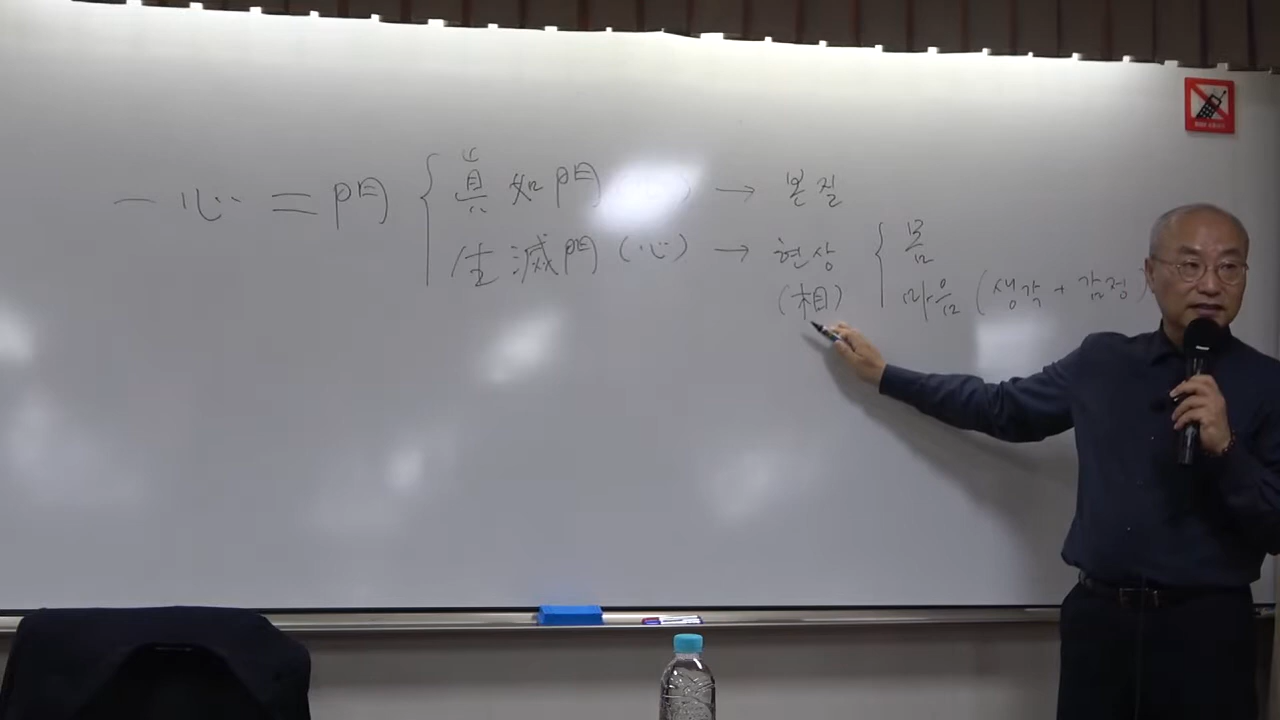 一心二門 { 眞如門 ( ) → 본질
生滅門 (心) → 현상 { 몸
(相) 마음 (생각 + 감정)